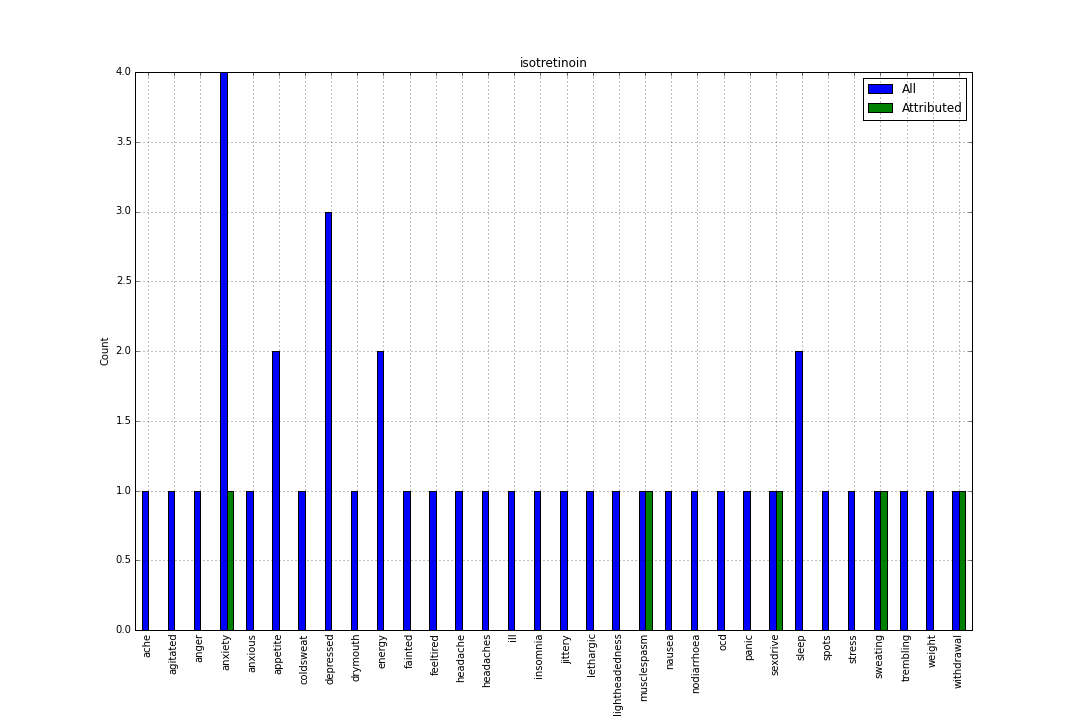 isotretinoin
All
Attributed
4.0
3.5
3.0
2.5
2.0
1.5
1.0
0.5
0.0
Count
ache
agitated
anger
anxiety
anxious
appetite
coldsweat
depressed
drymouth
energy
fainted
feeltired
headache
headaches
ill
insomnia
jittery
lethargic
lightheadedness
musclespasm
nausea
nodiarrhoea
ocd
panic
sexdrive
sleep
spots
stress
sweating
trembling
weight
withdrawal